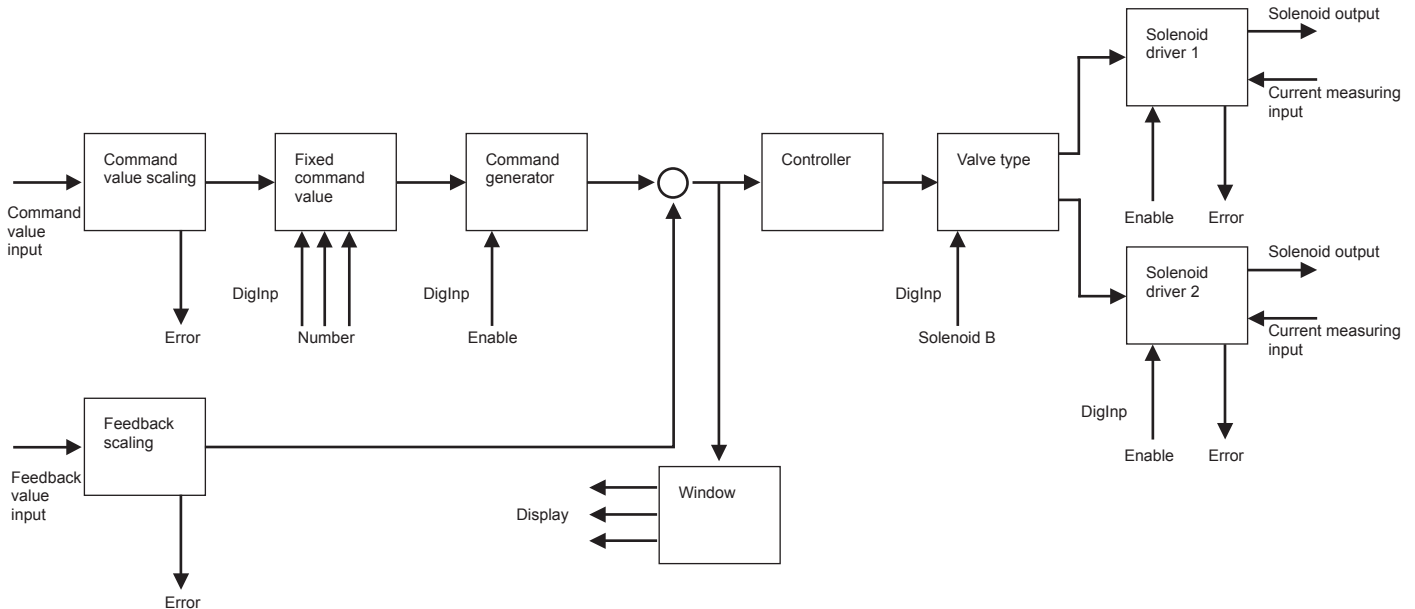 Solenoid output
Solenoid
driver 1
Current measuring
input
Enable
Error
Command
value scaling
Fixed
command
value
Command
generator
Controller
Valve type
Command
value
input
DigInp
DigInp
DigInp
Error
Number
Enable
Solenoid B
Solenoid output
Solenoid
driver 2
Current measuring
input
DigInp
Enable
Error
Feedback
scaling
Feedback
value
input
Window
Display
Error